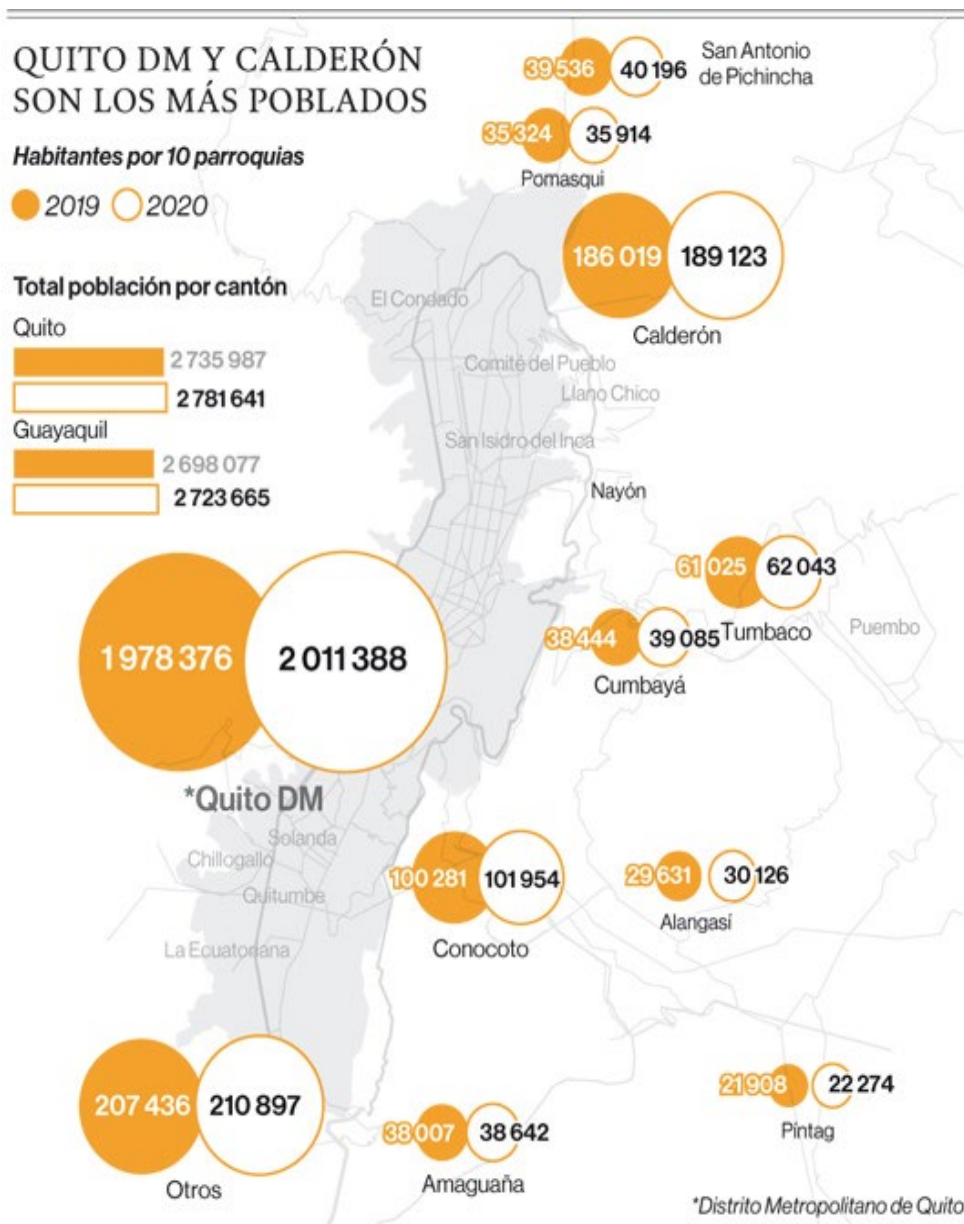 QUITO DM Y CALDERÓN
SON LOS MÁS POBLADOS
Habitantes por 10 parroquias
2019 2020
Total población por cantón
Quito
2 735 987
2 781 641
Guayaquil
2 698 077
2 723 665
39 536 40 196
San Antonio
de Pichincha
35 324 35 914
Pomasqui
186 019 189 123
Calderón
El Condado
Comité del Pueblo
Llano Chico
San Isidro del Inca
Nayón
61 025 62 043
Tumbaco
Puembo
38 444 39 085
Cumbayá
1 978 376 2 011 388
*Quito DM
Solanda
Chillogallo
Quitumbe
La Ecuatoriana
100 281 101 954
Conocoto
29 631 30 126
Alangasí
207 436 210 897
Otros
38 007 38 642
Amaguaña
21 908 22 274
Píntag
*Distrito Metropolitano de Quito